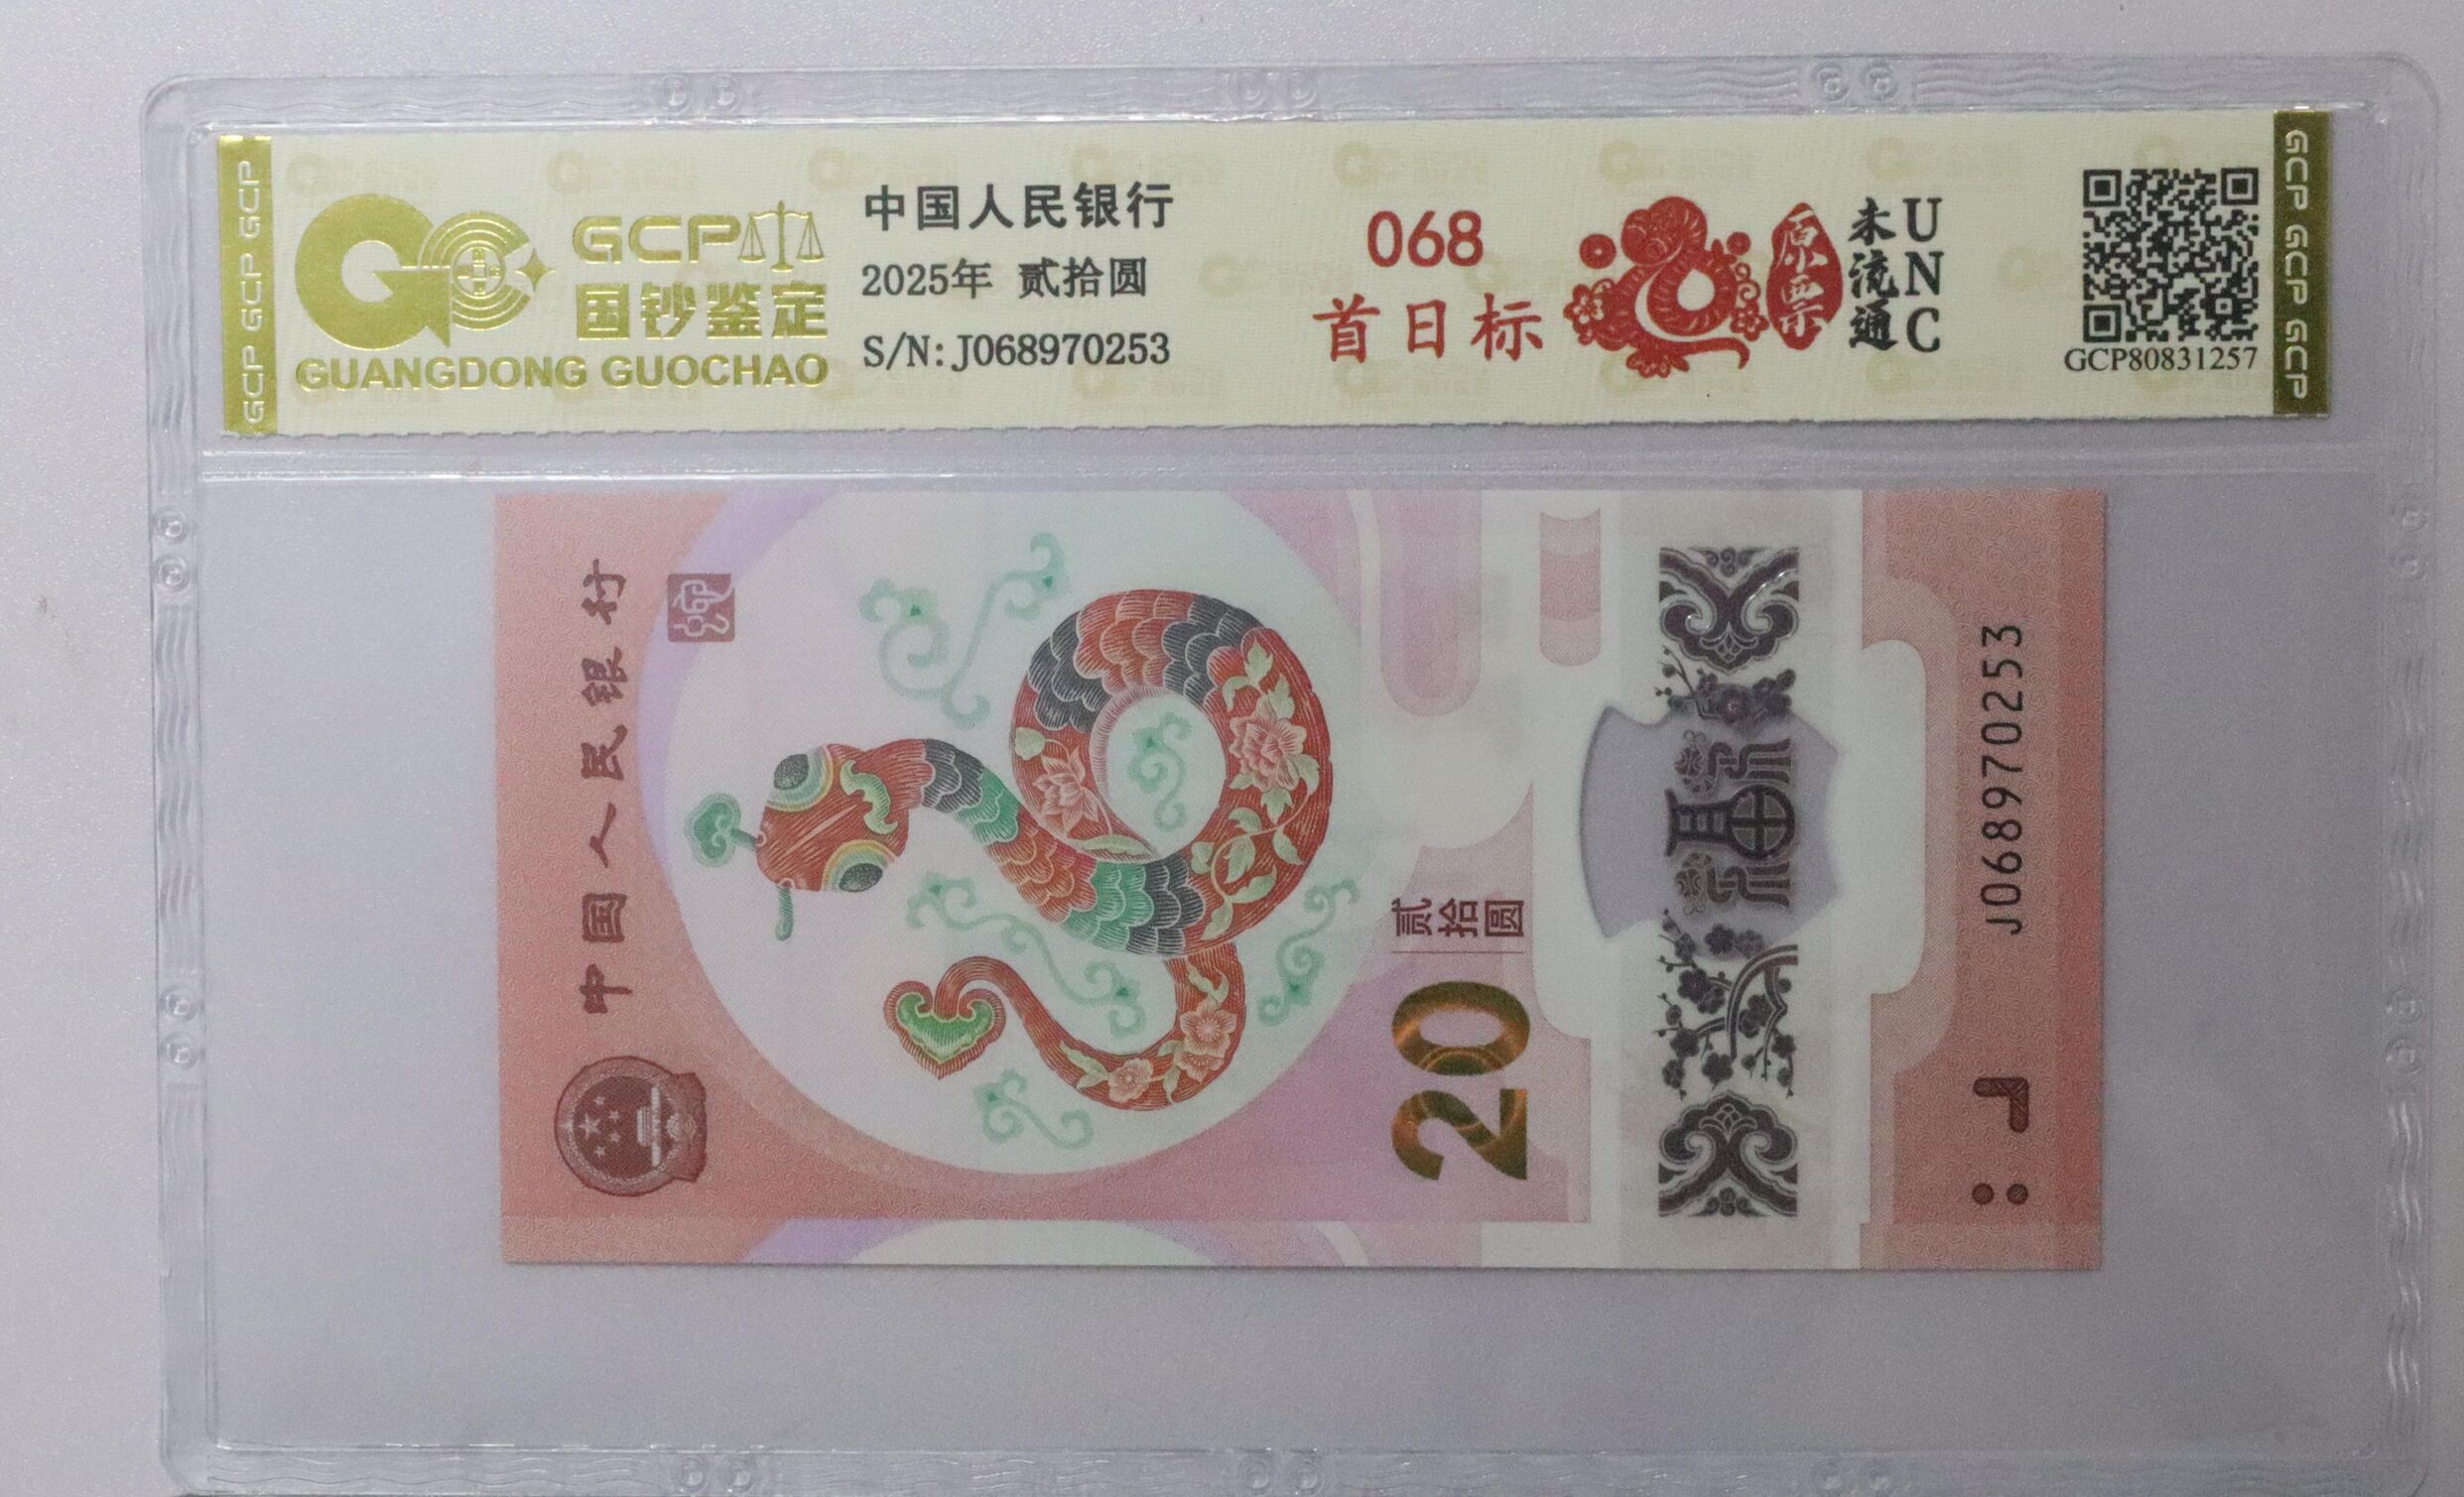 GCP GCP GCP
GCP
国钞鉴定
GUANGDONG GUOCHAO
中国人民银行
2025年 贰拾圆
S/N:J068970253
068
首日标
原票
未流通
UNC
GCP80831257
GCP GCP GCP
中国人民银行
20
贰拾圆
福
J068970253